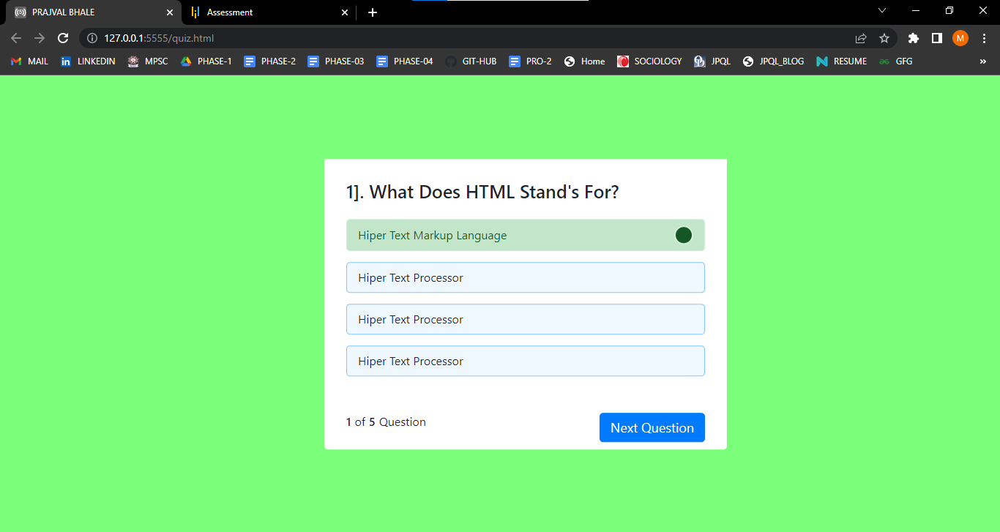 PRAJVAL BHALE
Assessment
127.0.0.1:5555/quiz.html
M
MAIL
LINKEDIN
MPSC
PHASE-1
PHASE-2
PHASE-03
PHASE-04
GIT-HUB
PRO-2
Home
SOCIOLOGY
JPQL
JPQL_BLOG
RESUME
GFG
1]. What Does HTML Stand's For?
Hiper Text Markup Language
Hiper Text Processor
Hiper Text Processor
Hiper Text Processor
1 of 5 Question
Next Question